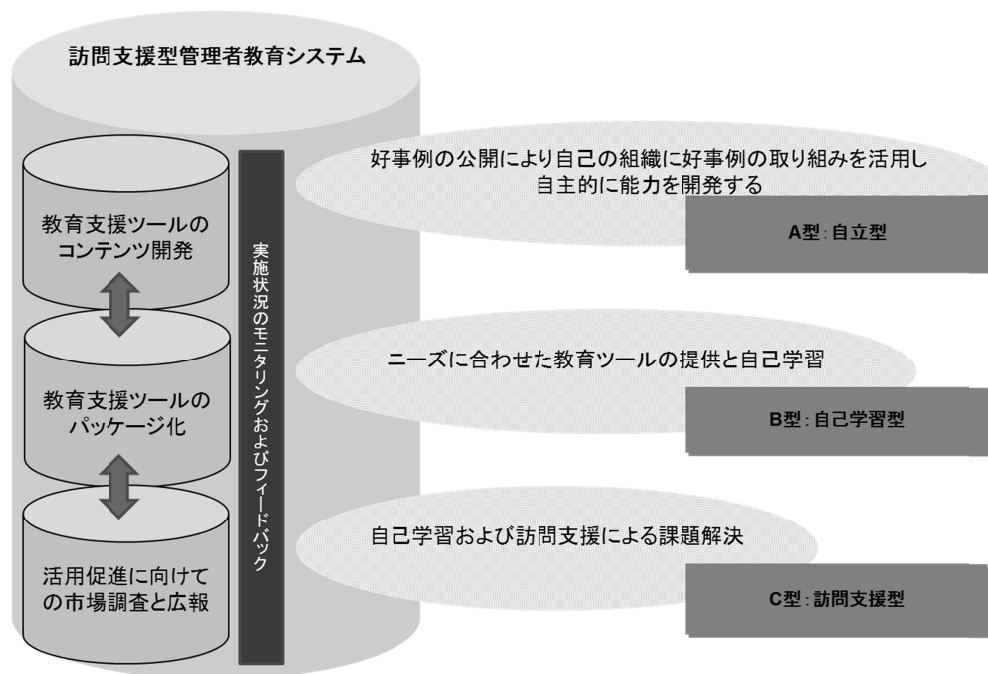 訪問支援型管理者教育システム
教育支援ツールの
コンテンツ開発
教育支援ツールの
パッケージ化
活用促進に向けて
の市場調査と広報
実施状況のモニタリングおよびフィードバック
好事例の公開により自己の組織に好事例の取り組みを活用し
自主的に能力を開発する
A型：自立型
ニーズに合わせた教育ツールの提供と自己学習
B型：自己学習型
自己学習および訪問支援による課題解決
C型：訪問支援型